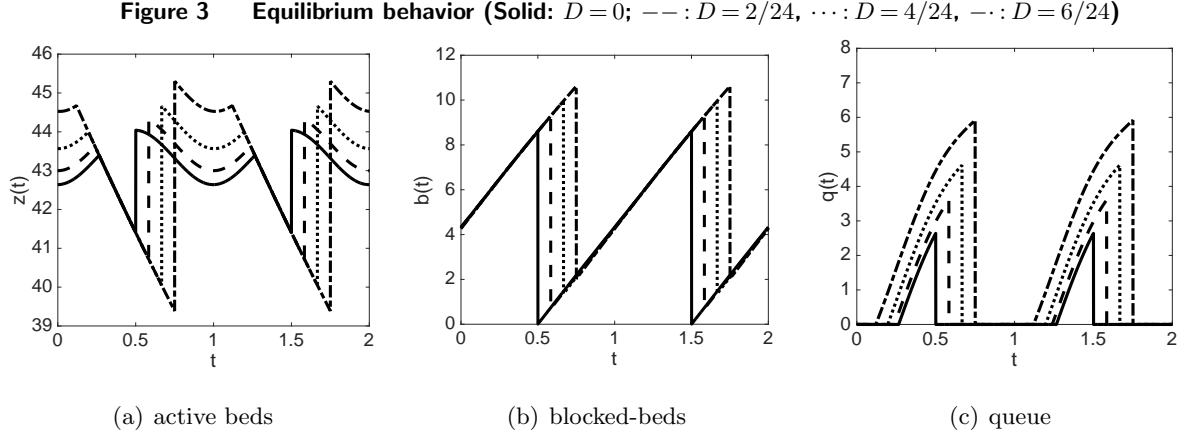 Figure 3 Equilibrium behavior (Solid: D = 0; −− : D = 2/24, ··· : D = 4/24, −· : D = 6/24)
46
45
44
43
42
41
40
39
z(t)
0 0.5 1 1.5 2
t
(a) active beds
12
10
8
6
4
2
0
b(t)
0 0.5 1 1.5 2
t
(b) blocked-beds
8
7
6
5
4
3
2
1
0
q(t)
0 0.5 1 1.5 2
t
(c) queue